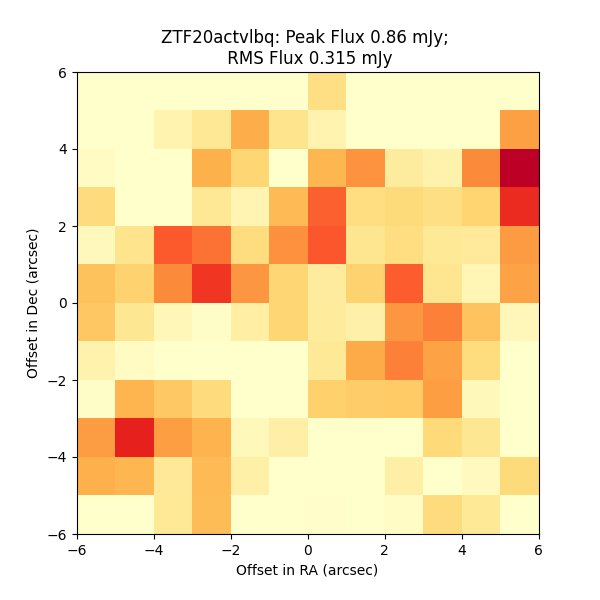 ZTF20actvlbq: Peak Flux 0.86 mJy;
RMS Flux 0.315 mJy
6
4
2
0
−2
−4
−6
Offset in Dec (arcsec)
−6 −4 −2 0 2 4 6
Offset in RA (arcsec)